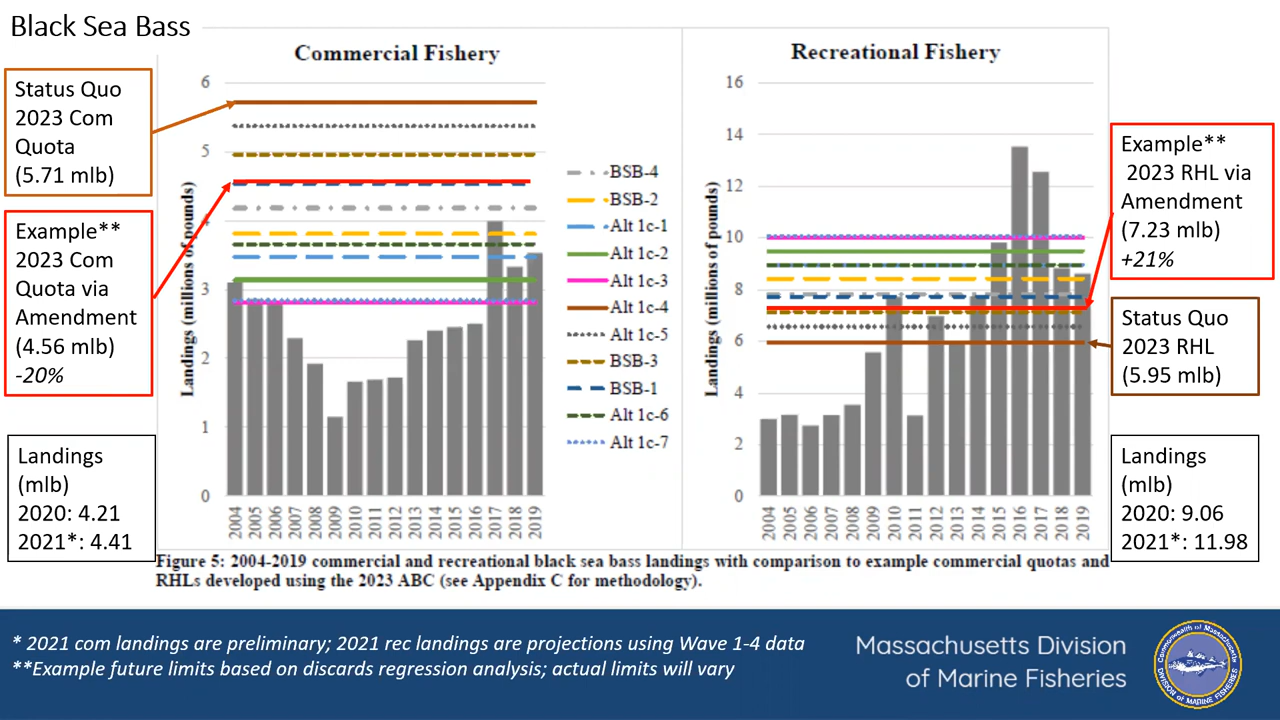 Black Sea Bass
Status Quo
2023 Com
Quota
(5.71 mlb)
Example**
2023 Com
Quota via
Amendment
(4.56 mlb)
-20%
Landings
(mlb)
2020: 4.21
2021*: 4.41
Commercial Fishery
Landings (millions of pounds)
6
5
4
3
2
1
0
2004
2005
2006
2007
2008
2009
2010
2011
2012
2013
2014
2015
2016
2017
2018
2019
BSB-4
BSB-2
Alt 1c-1
Alt 1c-2
Alt 1c-3
Alt 1c-4
Alt 1c-5
BSB-3
BSB-1
Alt 1c-6
Alt 1c-7
Recreational Fishery
Landings (millions of pounds)
16
14
12
10
8
6
4
2
0
2004
2005
2006
2007
2008
2009
2010
2011
2012
2013
2014
2015
2016
2017
2018
2019
Example**
2023 RHL via
Amendment
(7.23 mlb)
+21%
Status Quo
2023 RHL
(5.95 mlb)
Landings
(mlb)
2020: 9.06
2021*: 11.98
Figure 5: 2004-2019 commercial and recreational black sea bass landings with comparison to example commercial quotas and
RHLs developed using the 2023 ABC (see Appendix C for methodology).
* 2021 com landings are preliminary; 2021 rec landings are projections using Wave 1-4 data
**Example future limits based on discards regression analysis; actual limits will vary
Massachusetts Division
of Marine Fisheries
Commonwealth of Massachusetts
DIVISION OF MARINE FISHERIES